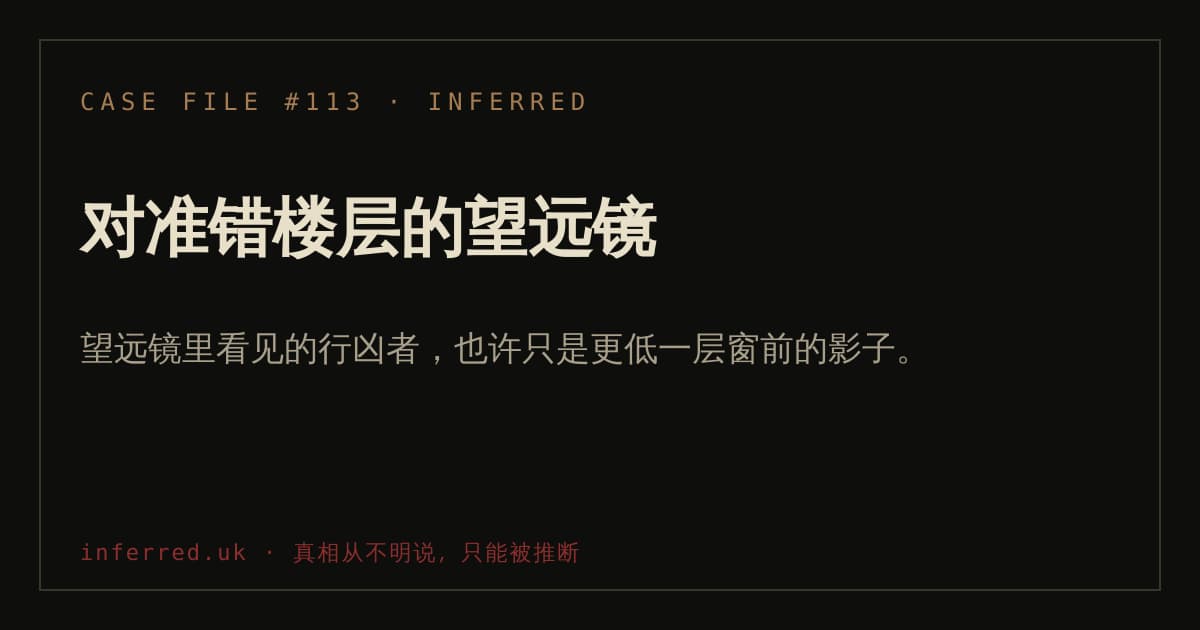 CASE FILE #113 · INFERRED
对准错楼层的望远镜
望远镜里看见的行凶者，也许只是更低一层窗前的影子。
inferred.uk · 真相从不明说，只能被推断